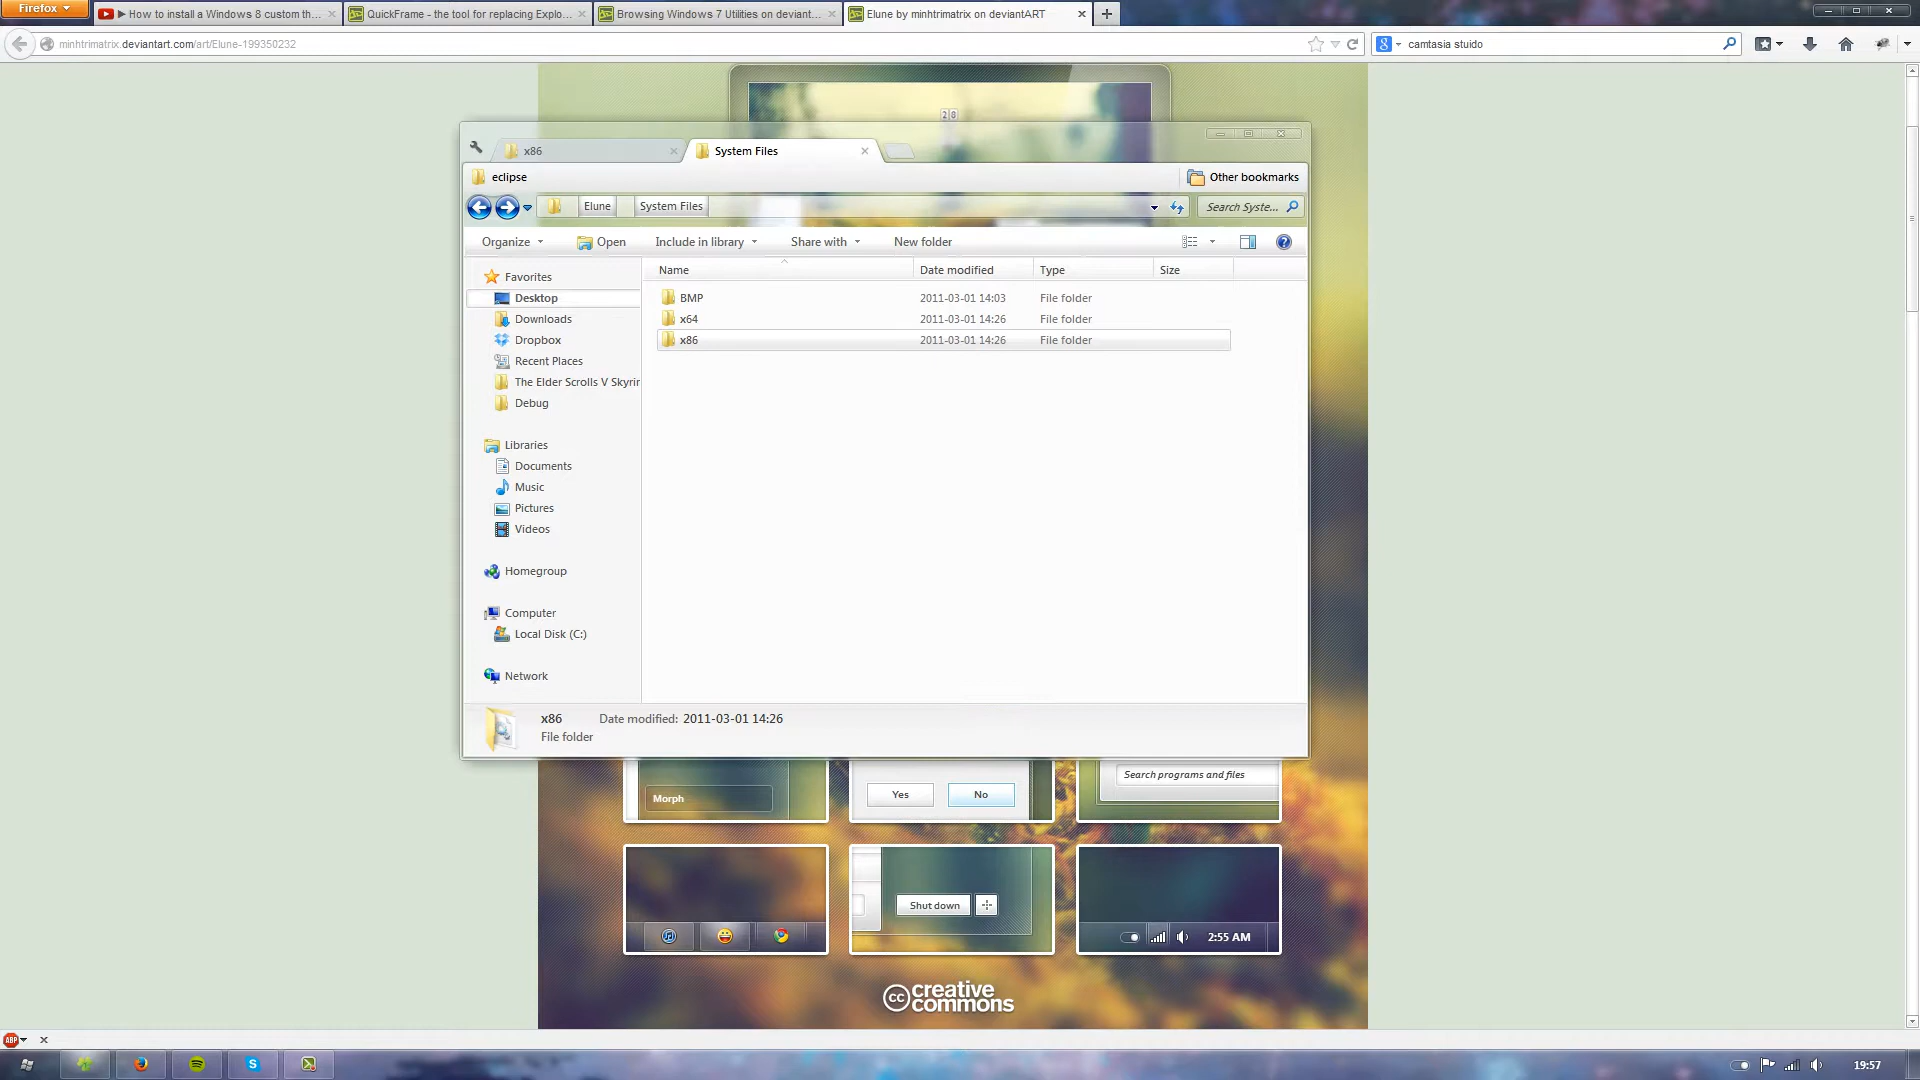 Firefox
▶ How to install a Windows 8 custom th...
QuickFrame - the tool for replacing Explo...
Browsing Windows 7 Utilities on deviant...
Elune by minhtrimatrix on deviantART
minhtrimatrix.deviantart.com/art/Elune-199350232
camtasia stuido
28
x86
System Files
eclipse
Other bookmarks
Elune
System Files
Search Syste...
Organize
Open
Include in library
Share with
New folder
Name
Date modified
Type
Size
Favorites
Desktop
Downloads
Dropbox
Recent Places
The Elder Scrolls V Skyrir
Debug
Libraries
Documents
Music
Pictures
Videos
Homegroup
Computer
Local Disk (C:)
Network
BMP 2011-03-01 14:03 File folder
x64 2011-03-01 14:26 File folder
x86 2011-03-01 14:26 File folder
x86 Date modified: 2011-03-01 14:26
File folder
Morph
Yes
No
Search programs and files
Shut down
2:55 AM
cc creative
commons
ABP
19:57